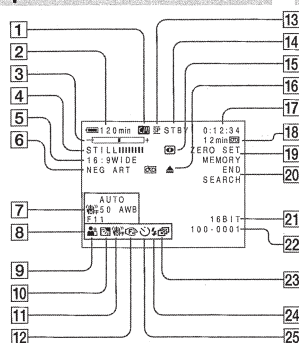 13
1
14
2
15
3
16
4
17
5
18
6
19
20
7
21
8
22
9
23
10
11
24
12
25
120min SP STBY 0:12:34
12min
STILL ZERO SET
16:9WIDE MEMORY
NEG ART END
SEARCH
AUTO
50 AWB
F11
16BIT
100-0001